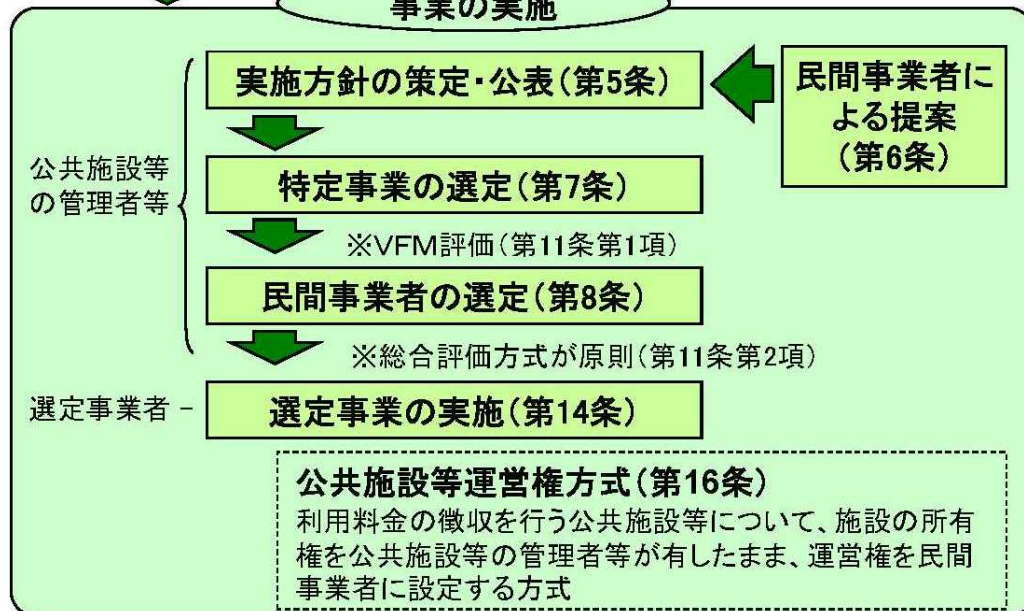 事業の実施
実施方針の策定・公表(第5条)
民間事業者に
よる提案
(第6条)
公共施設等
の管理者等
特定事業の選定(第7条)
※VFM評価(第11条第1項)
民間事業者の選定(第8条)
※総合評価方式が原則(第11条第2項)
選定事業者 -
選定事業の実施(第14条)
公共施設等運営権方式(第16条)
利用料金の徴収を行う公共施設等について、施設の所有
権を公共施設等の管理者等が有したまま、運営権を民間
事業者に設定する方式